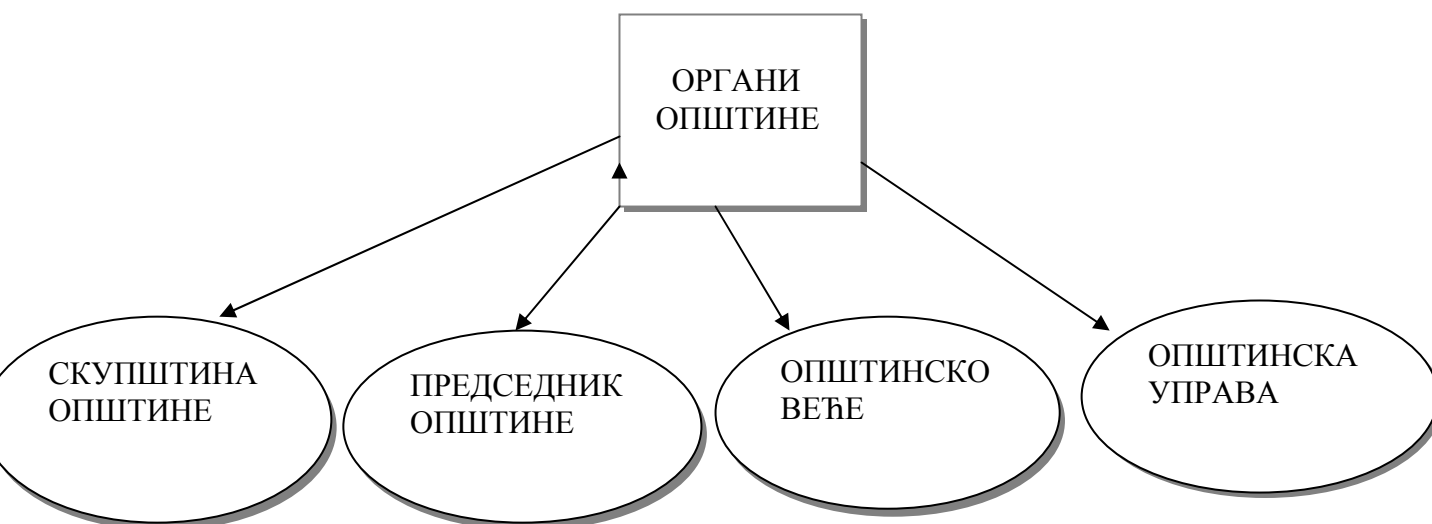 ОРГАНИ
ОПШТИНЕ
СКУПШТИНА
ОПШТИНЕ
ПРЕДСЕДНИК
ОПШТИНЕ
ОПШТИНСКО
ВЕЋЕ
ОПШТИНСКА
УПРАВА